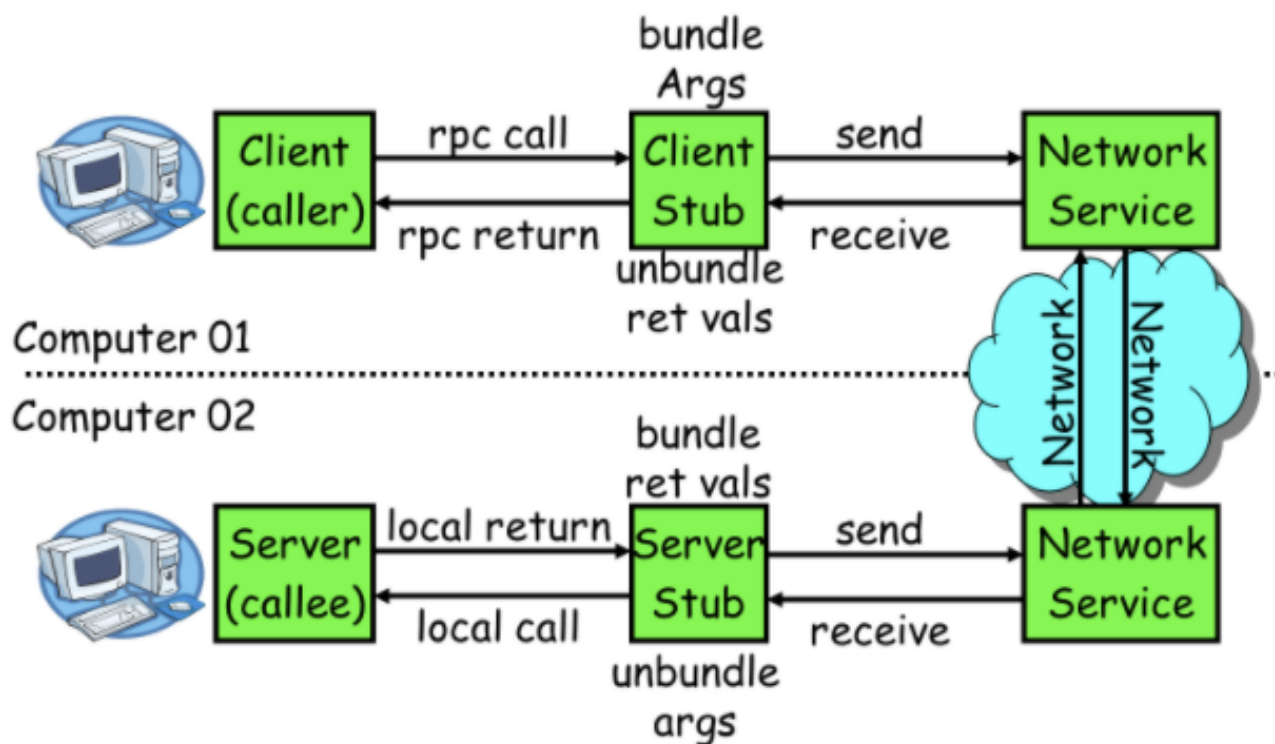 bundle
Args
Client
(caller)
rpc call
rpc return
Client
Stub
send
receive
Network
Service
unbundle
ret vals
Network
Network
Computer 01
Computer 02
bundle
ret vals
Server
(callee)
local return
local call
Server
Stub
send
receive
Network
Service
unbundle
args